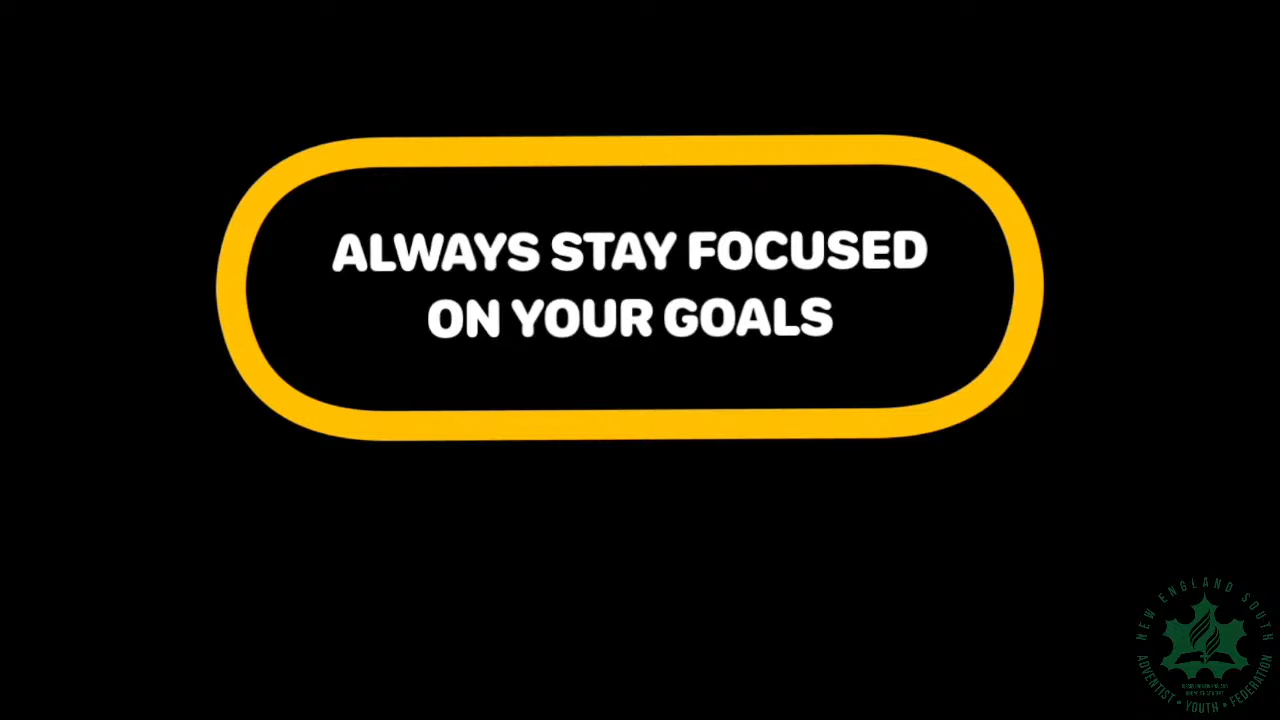 ALWAYS STAY FOCUSED
ON YOUR GOALS
NEW ENGLAND SOUTH
ADVENTIST • YOUTH • FEDERATION